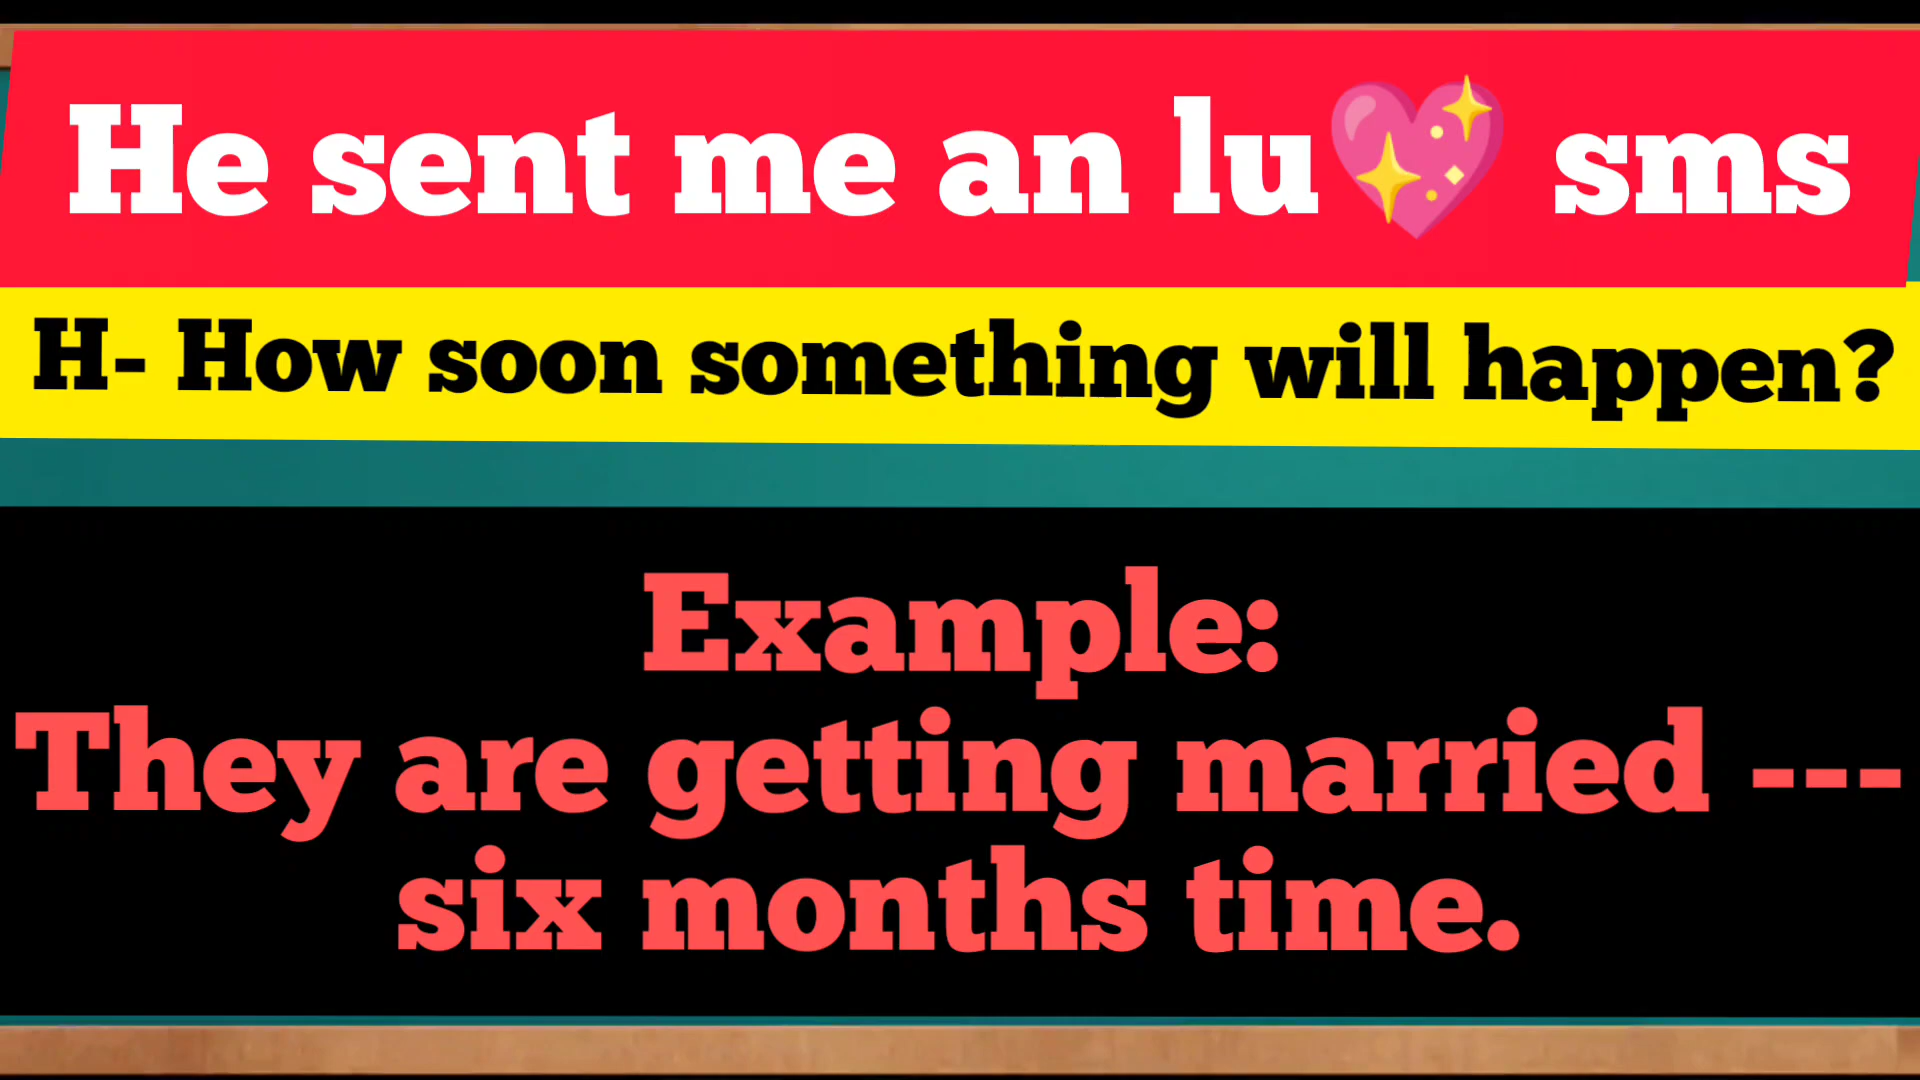 He sent me an lu💖 sms
H- How soon something will happen?
Example:
They are getting married ---
six months time.